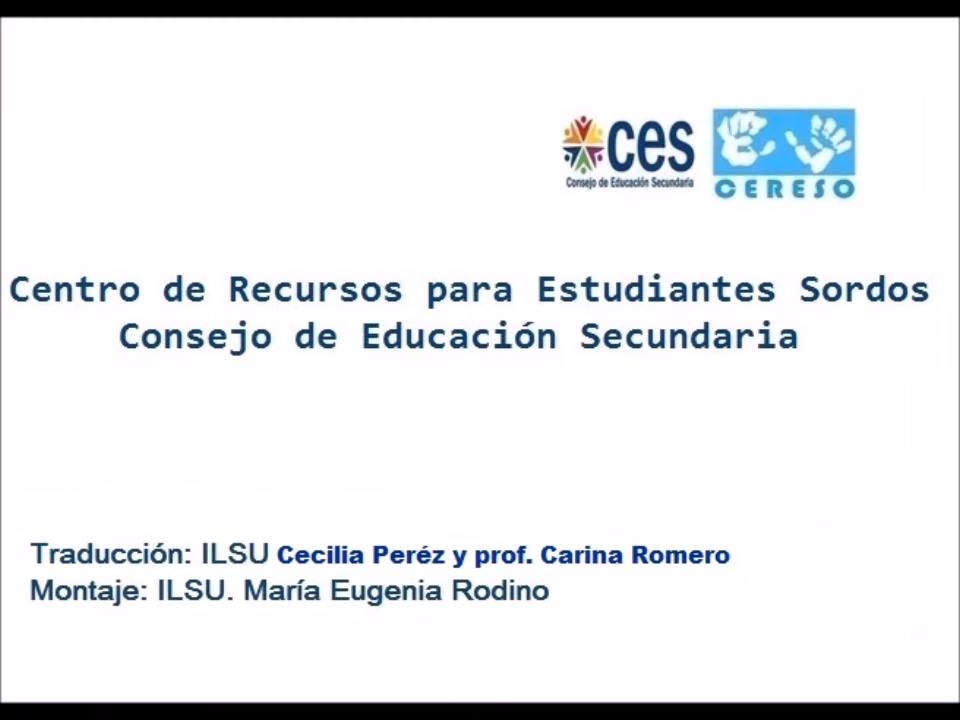 ces
Consejo de Educación Secundaria
CERESO
Centro de Recursos para Estudiantes Sordos
Consejo de Educación Secundaria
Traducción: ILSU Cecilia Peréz y prof. Carina Romero
Montaje: ILSU. María Eugenia Rodino